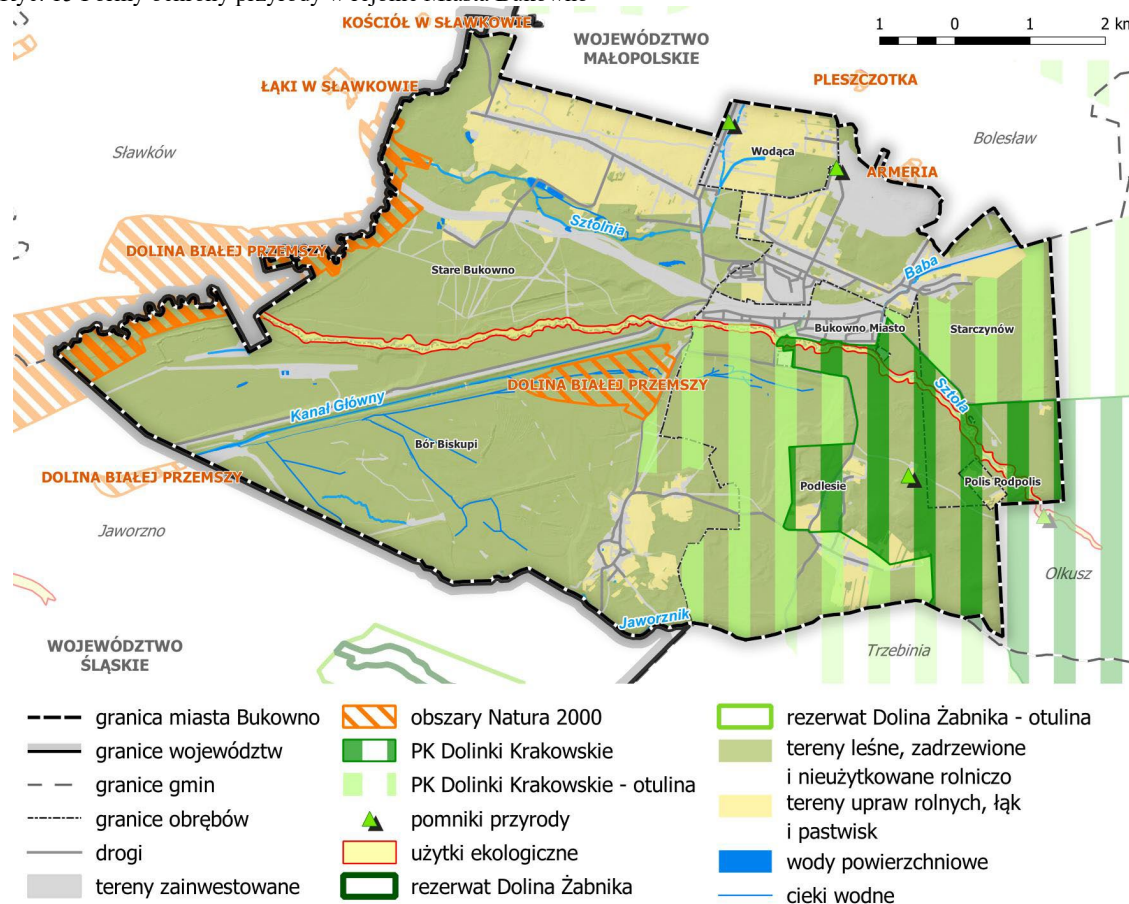 KOŚCIÓŁ W SŁAWKOWIE
WOJEWÓDZTWO
MAŁOPOLSKIE
1 0 1 2 km
ŁĄKI W SŁAWKOWIE
PLESZCZOTKA
Sławków
Wodąca
Bolesław
ARMERIA
Sztolnia
DOLINA BIAŁEJ PRZEMSZY
Stare Bukowno
Baba
Bukowno Miasto
Starczynów
DOLINA BIAŁEJ PRZEMSZY
Sztoła
Kanał Główny
Bór Biskupi
DOLINA BIAŁEJ PRZEMSZY
Podlesie
Polis Podpolis
Jaworzno
Olkusz
Jaworznik
WOJEWÓDZTWO
ŚLĄSKIE
Trzebinia
granica miasta Bukowno
granice województw
granice gmin
granice obrębów
drogi
tereny zainwestowane
obszary Natura 2000
PK Dolinki Krakowskie
PK Dolinki Krakowskie - otulina
pomniki przyrody
użytki ekologiczne
rezerwat Dolina Żabnika
rezerwat Dolina Żabnika - otulina
tereny leśne, zadrzewione
i nieużytkowane rolniczo
tereny upraw rolnych, łąk
i pastwisk
wody powierzchniowe
cieki wodne